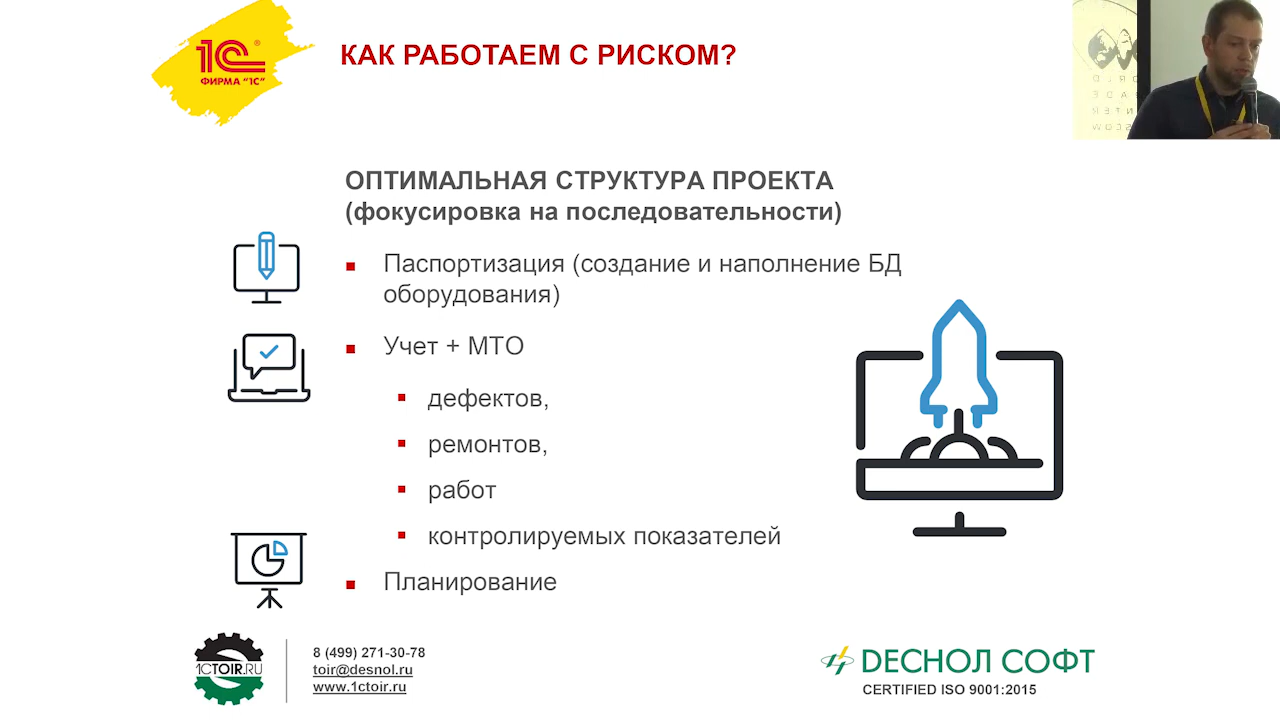 1С®
ФИРМА "1С"
КАК РАБОТАЕМ С РИСКОМ?
ОПТИМАЛЬНАЯ СТРУКТУРА ПРОЕКТА
(фокусировка на последовательности)
Паспортизация (создание и наполнение БД
оборудования)
Учет + МТО
дефектов,
ремонтов,
работ
контролируемых показателей
Планирование
1CTOIR.RU
8 (499) 271-30-78
toir@desnol.ru
www.1ctoir.ru
ДЕСНОЛ СОФТ
CERTIFIED ISO 9001:2015